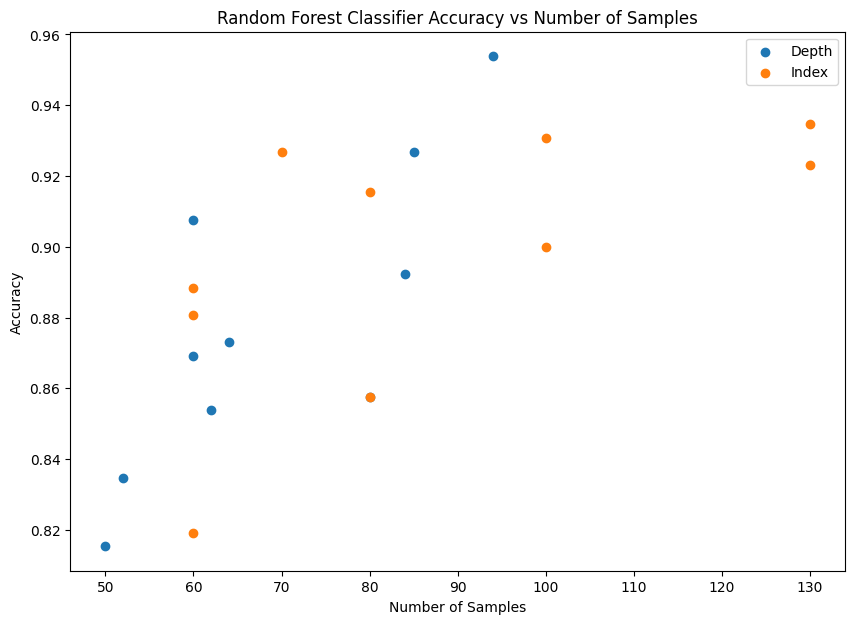 Random Forest Classifier Accuracy vs Number of Samples
Depth
Index
Accuracy
0.96
0.94
0.92
0.90
0.88
0.86
0.84
0.82
50 60 70 80 90 100 110 120 130
Number of Samples